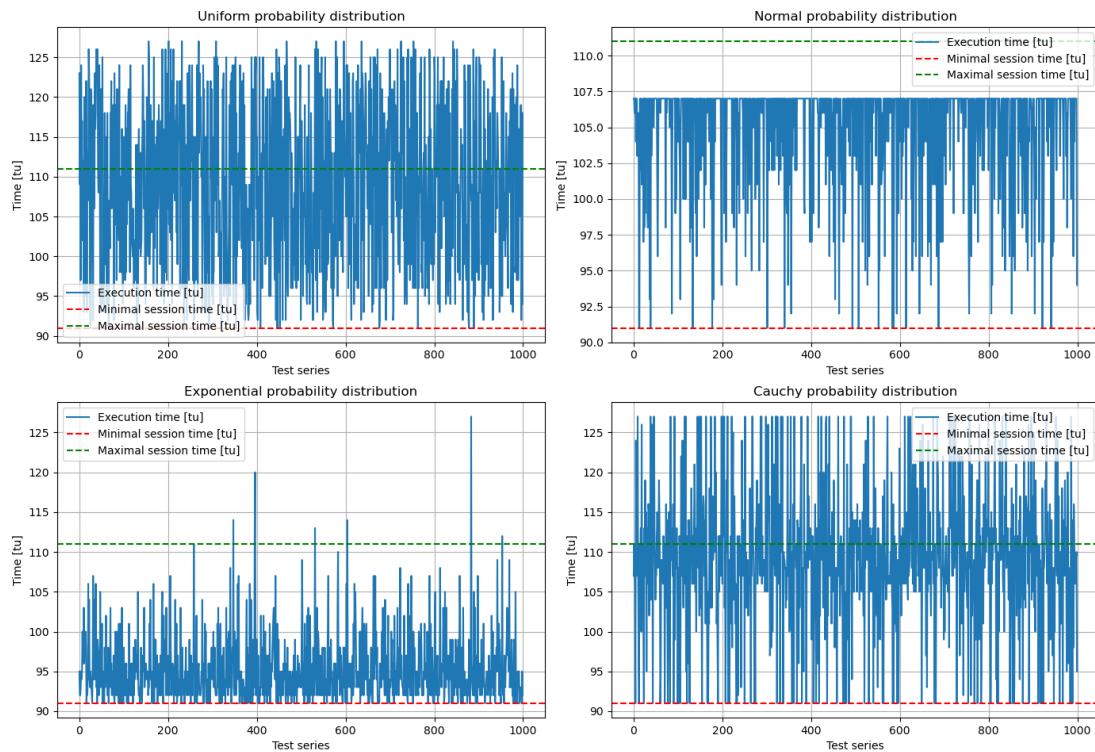 Uniform probability distribution
Time [tu]
125
120
115
110
105
100
95
90
Execution time [tu]
Minimal session time [tu]
Maximal session time [tu]
0
200
400
600
800
1000
Test series
Normal probability distribution
Time [tu]
110.0
107.5
105.0
102.5
100.0
97.5
95.0
92.5
90.0
Execution time [tu]
Minimal session time [tu]
Maximal session time [tu]
0
200
400
600
800
1000
Test series
Exponential probability distribution
Time [tu]
125
120
115
110
105
100
95
90
Execution time [tu]
Minimal session time [tu]
Maximal session time [tu]
0
200
400
600
800
1000
Test series
Cauchy probability distribution
Time [tu]
125
120
115
110
105
100
95
90
Execution time [tu]
Minimal session time [tu]
Maximal session time [tu]
0
200
400
600
800
1000
Test series